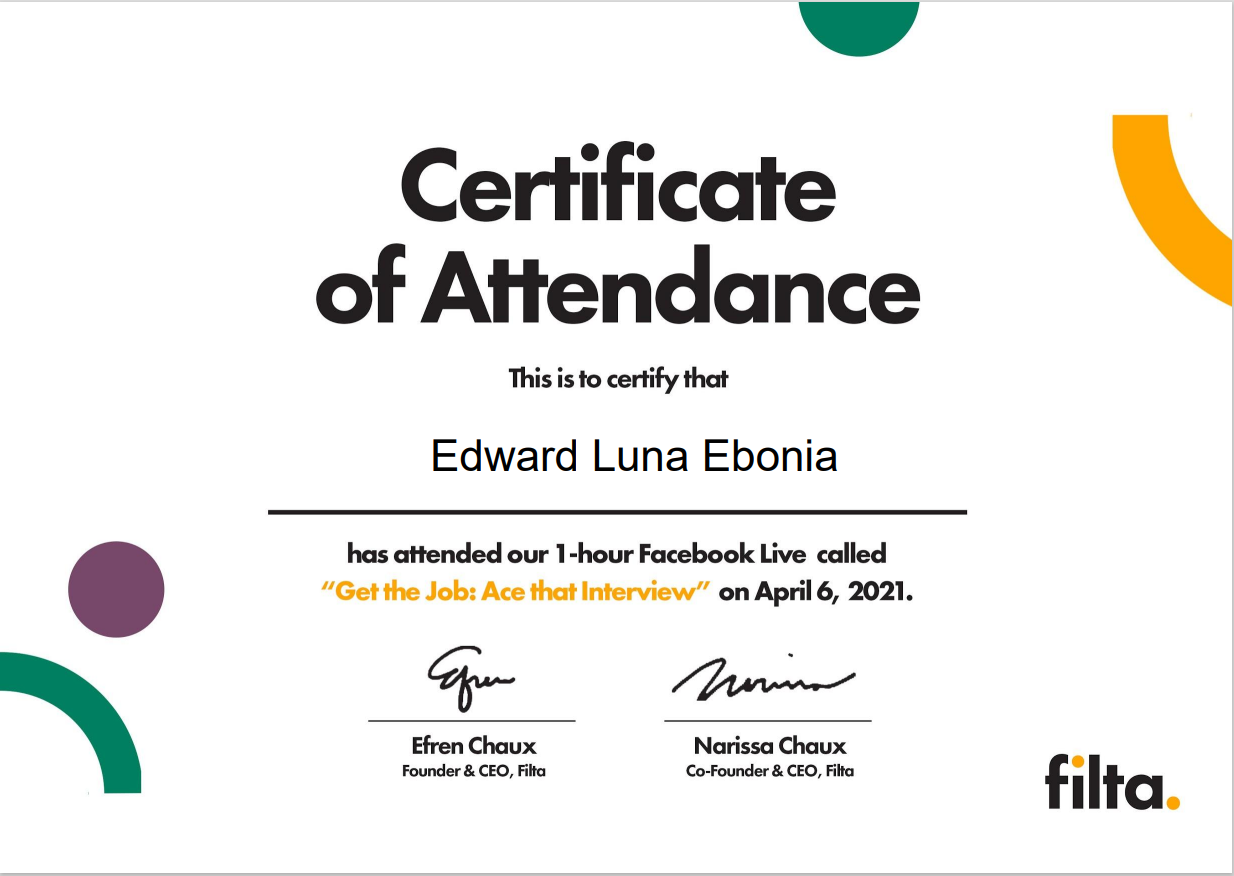 Certificate
of Attendance
This is to certify that
Edward Luna Ebonia
has attended our 1-hour Facebook Live called
“Get the Job: Ace that Interview” on April 6, 2021.
Efren
Narissa
Efren Chaux
Narissa Chaux
Founder & CEO, Filta
Co-Founder & CEO, Filta
filta.